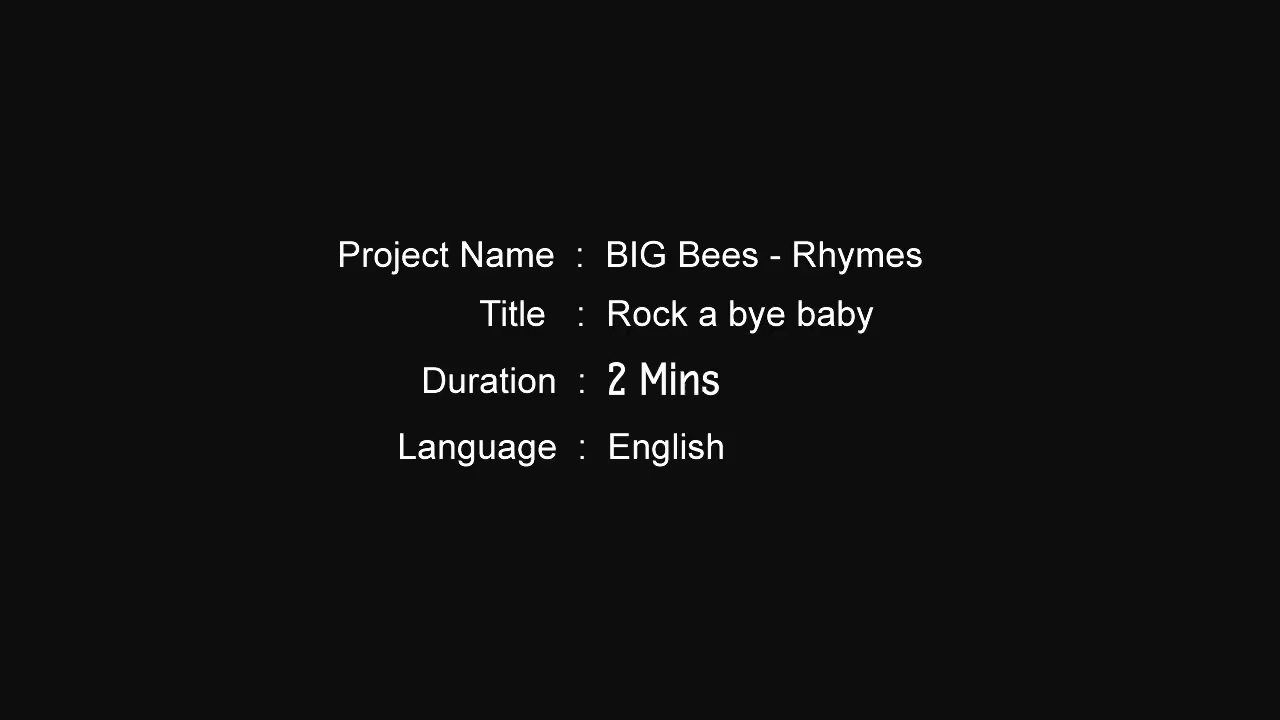 Project Name : BIG Bees - Rhymes
Title : Rock a bye baby
Duration : 2 Mins
Language : English